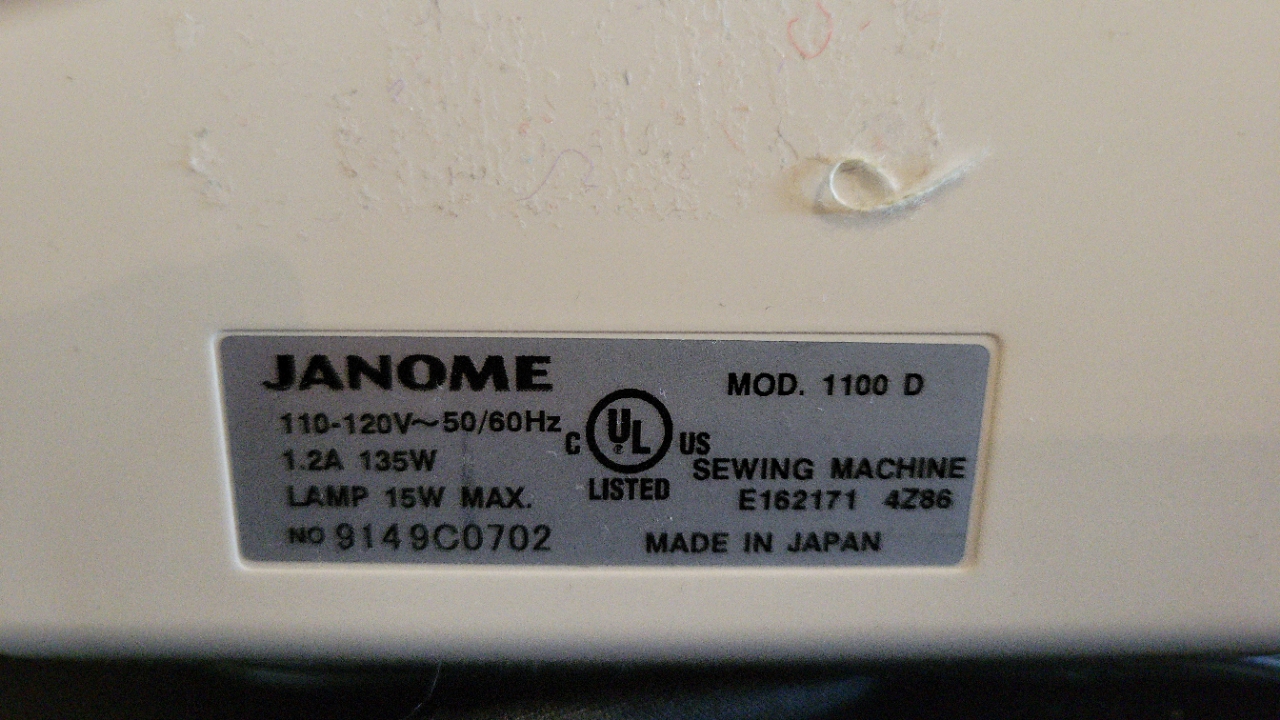 JANOME
MOD. 1100 D
110-120V~50/60Hz
1.2A 135W
LAMP 15W MAX.
NO 9149C0702
C UL US
LISTED
SEWING MACHINE
E162171 4Z86
MADE IN JAPAN